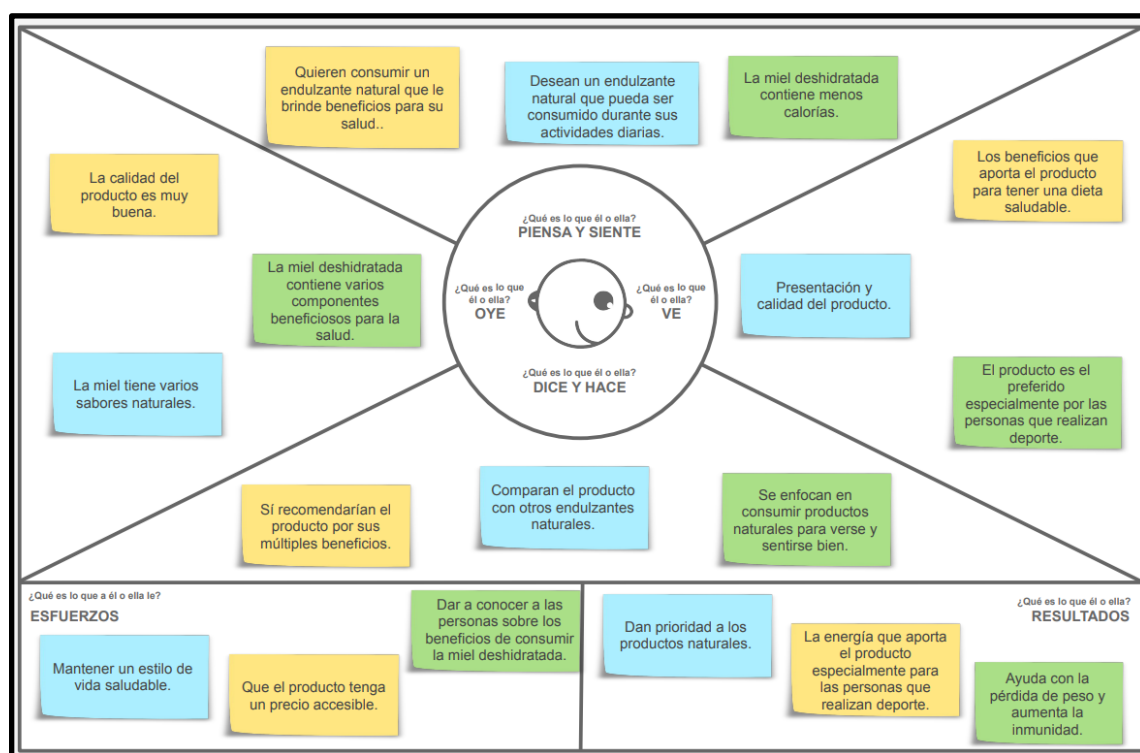 Quieren consumir un
endulzante natural que le
brinde beneficios para su
salud..
Desean un endulzante
natural que pueda ser
consumido durante sus
actividades diarias.
La miel deshidratada
contiene menos
calorías.
La calidad del
producto es muy
buena.
La miel deshidratada
contiene varios
componentes
beneficiosos para la
salud.
La miel tiene varios
sabores naturales.
¿Qué es lo que él o ella?
PIENSA Y SIENTE
¿Qué es lo que
él o ella?
OYE
¿Qué es lo que
él o ella?
VE
¿Qué es lo que él o ella?
DICE Y HACE
Los beneficios que
aporta el producto
para tener una dieta
saludable.
Presentación y
calidad del producto.
El producto es el
preferido
especialmente por las
personas que realizan
deporte.
Sí recomendarían el
producto por sus
múltiples beneficios.
Comparan el producto
con otros endulzantes
naturales.
Se enfocan en
consumir productos
naturales para verse y
sentirse bien.
¿Qué es lo que a él o ella le?
ESFUERZOS
Mantener un estilo de
vida saludable.
Que el producto tenga
un precio accesible.
Dar a conocer a las
personas sobre los
beneficios de consumir
la miel deshidratada.
¿Qué es lo que él o ella?
RESULTADOS
Dan prioridad a los
productos naturales.
La energía que aporta
el producto
especialmente para
las personas que
realizan deporte.
Ayuda con la
pérdida de peso y
aumenta la
inmunidad.